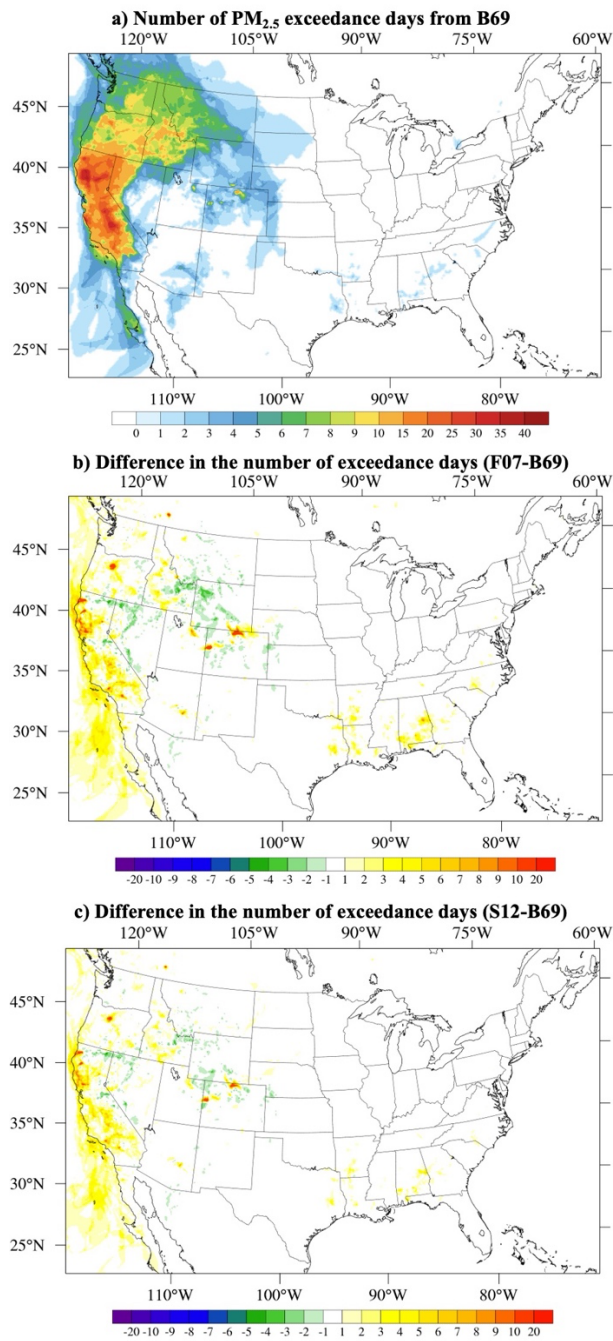 a) Number of PM2.5 exceedance days from B69
120°W 105°W 90°W 75°W 60°W
45°N
40°N
35°N
30°N
25°N
110°W 100°W 90°W 80°W
0 1 2 3 4 5 6 7 8 9 10 15 20 25 30 35 40
b) Difference in the number of exceedance days (F07-B69)
120°W 105°W 90°W 75°W 60°W
45°N
40°N
35°N
30°N
25°N
110°W 100°W 90°W 80°W
-20 -10 -9 -8 -7 -6 -5 -4 -3 -2 -1 1 2 3 4 5 6 7 8 9 10 20
c) Difference in the number of exceedance days (S12-B69)
120°W 105°W 90°W 75°W 60°W
45°N
40°N
35°N
30°N
25°N
110°W 100°W 90°W 80°W
-20 -10 -9 -8 -7 -6 -5 -4 -3 -2 -1 1 2 3 4 5 6 7 8 9 10 20